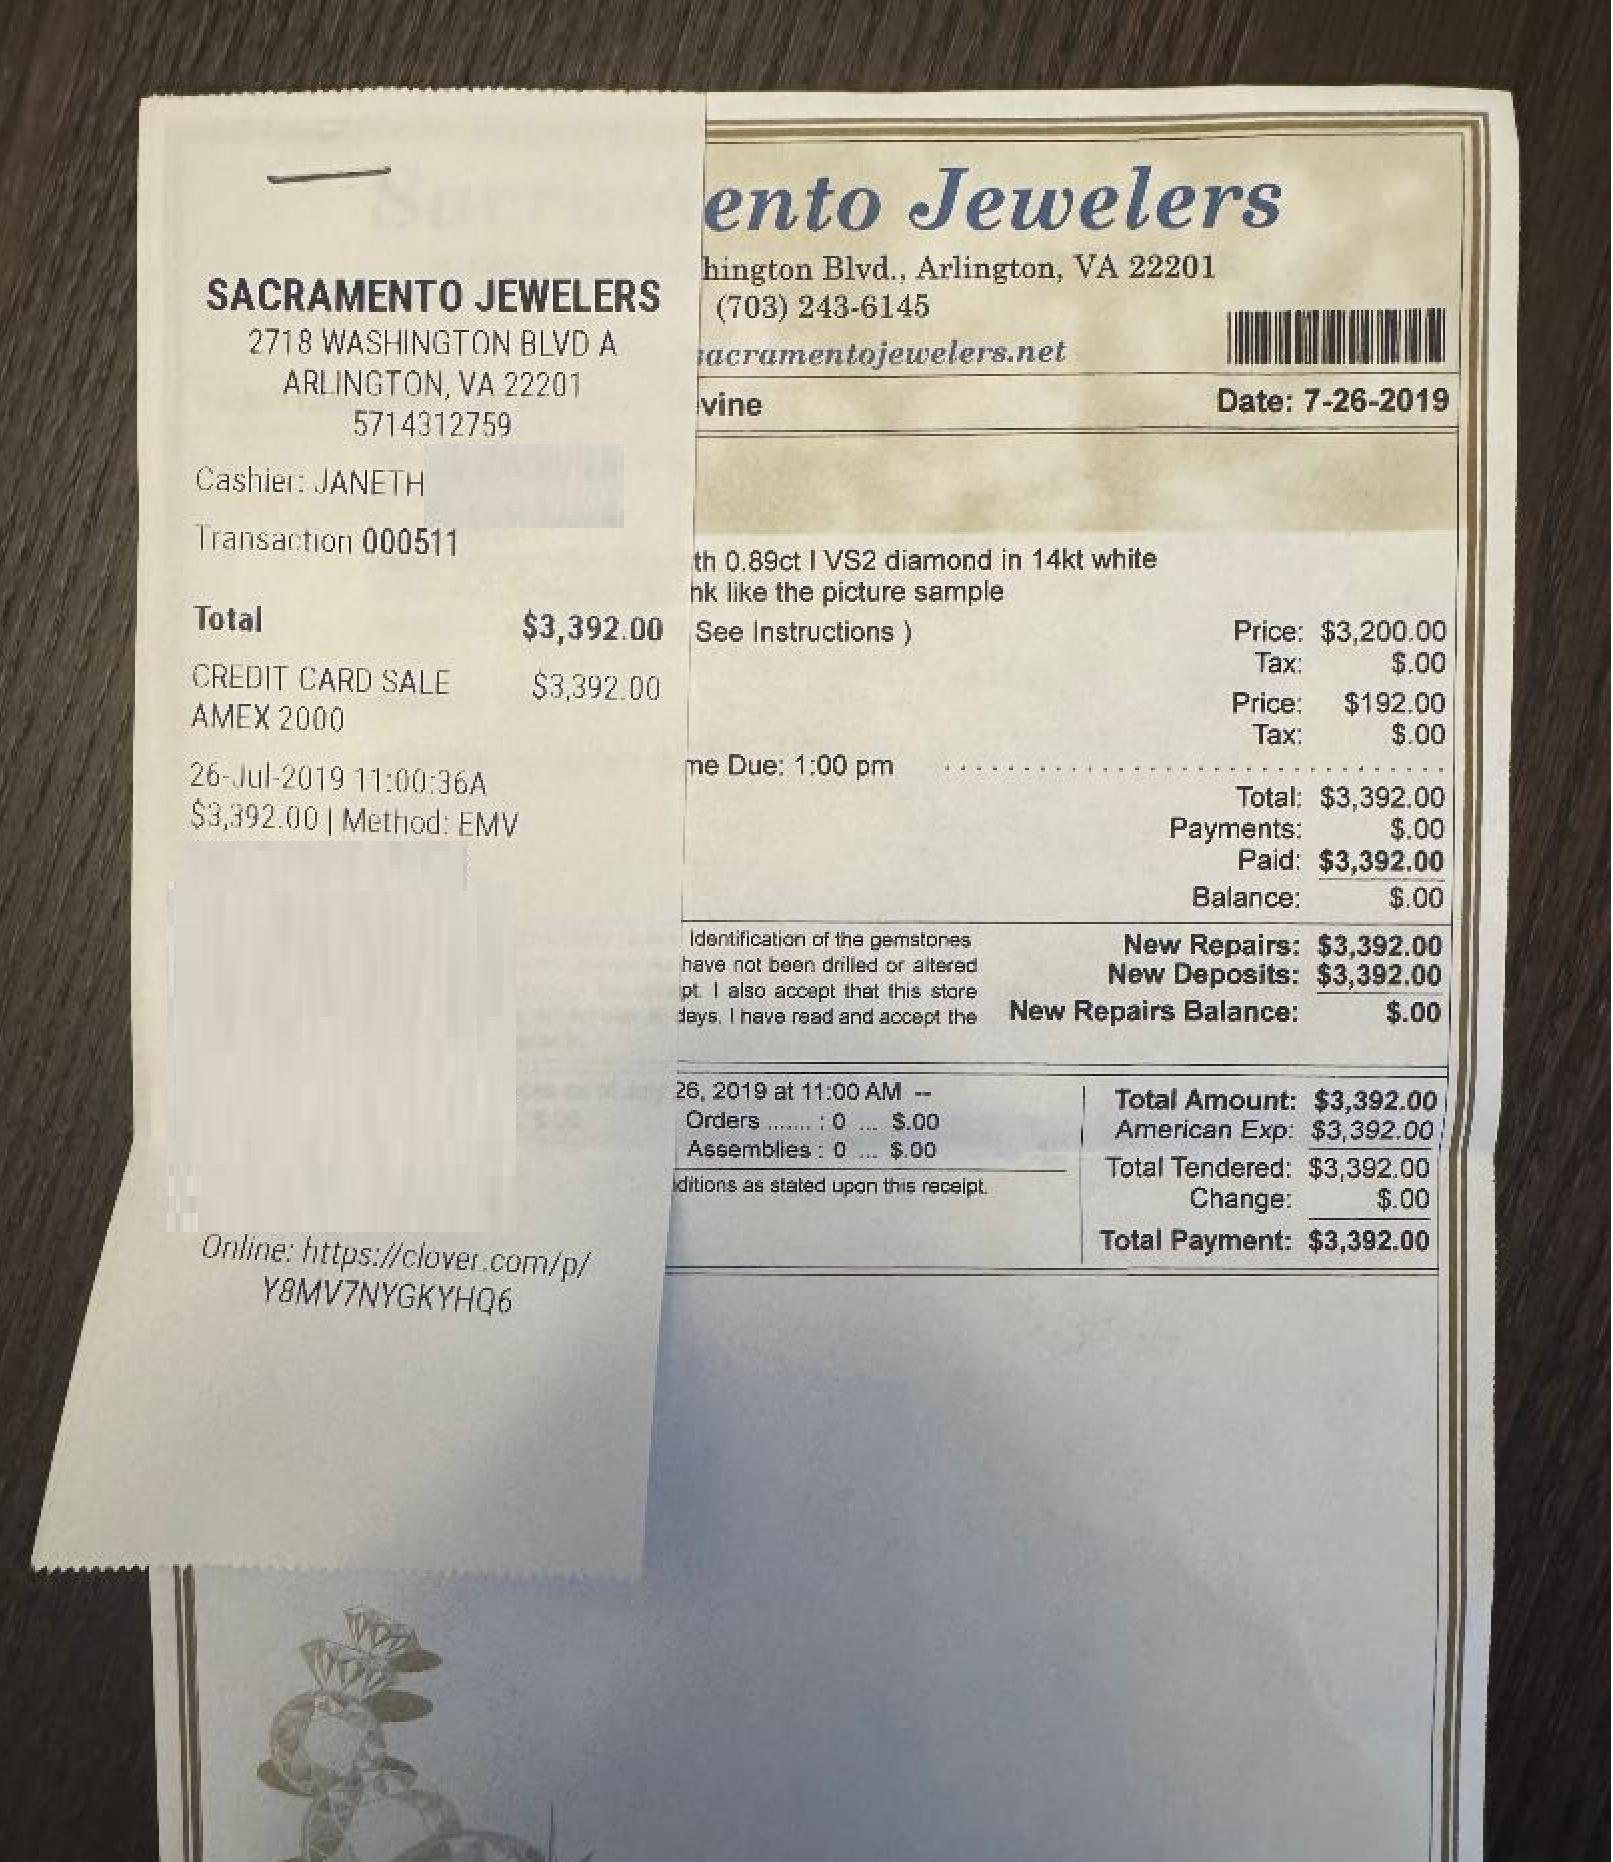 SACRAMENTO JEWELERS
2718 WASHINGTON BLVD A
ARLINGTON, VA 22201
5714312759
Cashier: JANETH
Transaction 000511
Total $3,392.00
CREDIT CARD SALE $3,392.00
AMEX 2000
26-Jul-2019 11:00:36A
$3,392.00 | Method: EMV
Online: https://clover.com/p/
Y8MV7NYGKYHQ6
ento Jewelers
hington Blvd., Arlington, VA 22201
(703) 243-6145
sacramentojewelers.net
vine Date: 7-26-2019
th 0.89ct I VS2 diamond in 14kt white
nk like the picture sample
See Instructions ) Price: $3,200.00
Tax: $.00
Price: $192.00
Tax: $.00
me Due: 1:00 pm
Total: $3,392.00
Payments: $.00
Paid: $3,392.00
Balance: $.00
Identification of the gemstones
have not been drilled or altered
pt. I also accept that this store
days. I have read and accept the
New Repairs: $3,392.00
New Deposits: $3,392.00
New Repairs Balance: $.00
26, 2019 at 11:00 AM --
Orders ....... : 0 ... $.00
Assemblies : 0 ... $.00
ditions as stated upon this receipt.
Total Amount: $3,392.00
American Exp: $3,392.00
Total Tendered: $3,392.00
Change: $.00
Total Payment: $3,392.00